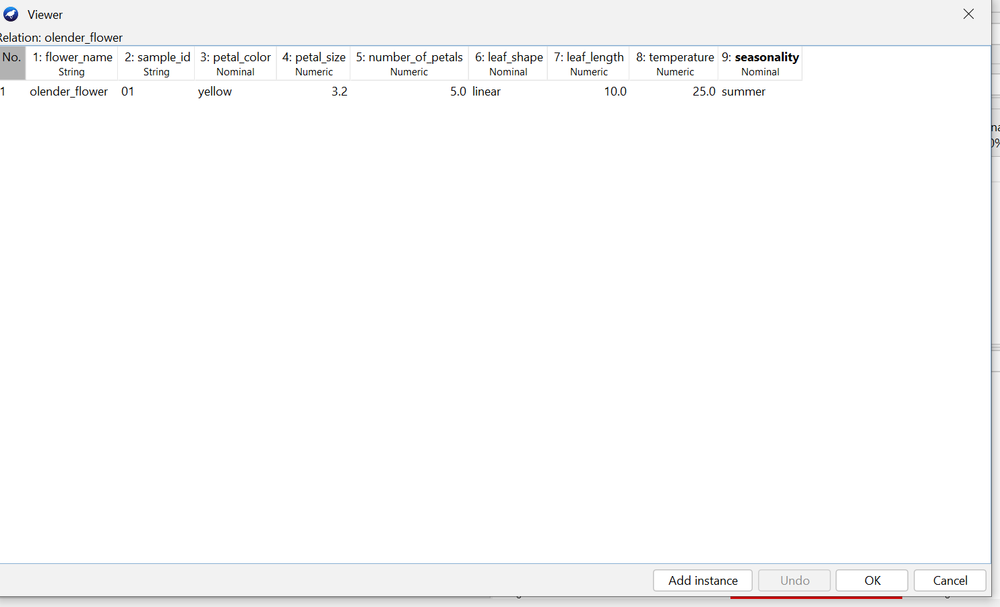 Viewer
Relation: olender_flower
No. 1: flower_name 2: sample_id 3: petal_color 4: petal_size 5: number_of_petals 6: leaf_shape 7: leaf_length 8: temperature 9: seasonality
String String Nominal Numeric Numeric Nominal Numeric Numeric Nominal
1 olender_flower 01 yellow 3.2 5.0 linear 10.0 25.0 summer
Add instance Undo OK Cancel